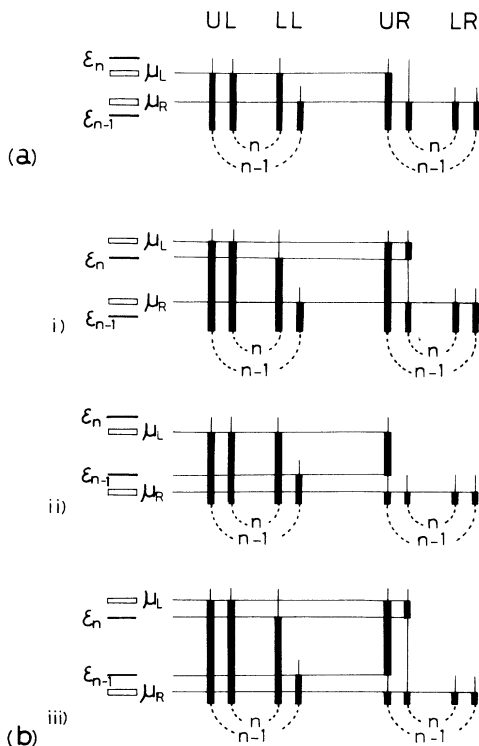 UL LL UR LR
εn μL
μR
εn-1
n
n-1
n
n-1
(a)
μL
εn
μR
εn-1
i)
n
n-1
n
n-1
εn
μL
εn-1
μR
ii)
n
n-1
n
n-1
μL
εn
εn-1
μR
iii)
n
n-1
n
n-1
(b)